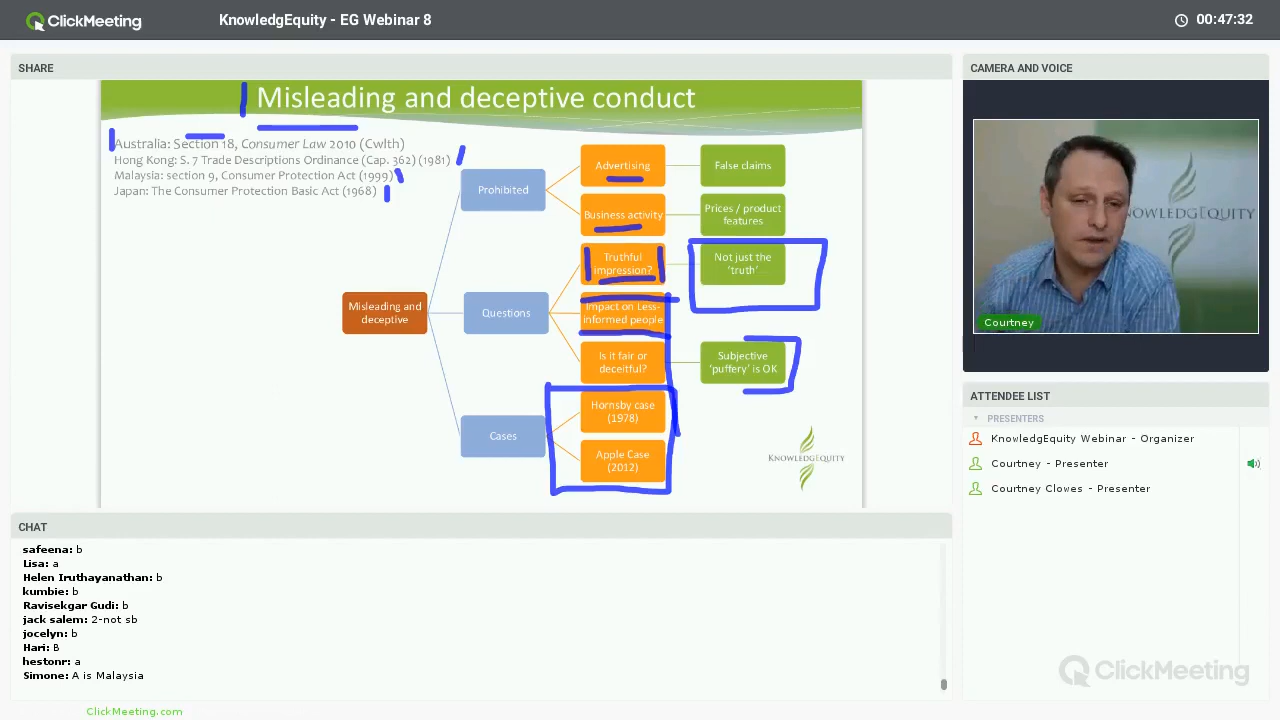 ClickMeeting
KnowledgEquity - EG Webinar 8
00:47:32
SHARE
Misleading and deceptive conduct
Australia: Section 18, Consumer Law 2010 (Cwlth)
Hong Kong: S. 7 Trade Descriptions Ordinance (Cap. 362) (1981)
Malaysia: section 9, Consumer Protection Act (1999)
Japan: The Consumer Protection Basic Act (1968)
Misleading and
deceptive
Prohibited
Advertising
False claims
Business activity
Prices / product
features
Questions
Truthful
impression?
Not just the
'truth'
Impact on Less-
informed people
Is it fair or
deceitful?
Subjective
'puffery' is OK
Cases
Hornsby case
(1978)
Apple Case
(2012)
KNOWLEDGEQUITY
CAMERA AND VOICE
KNOWLEDGEQUITY
Courtney
ATTENDEE LIST
PRESENTERS
KnowledgEquity Webinar - Organizer
Courtney - Presenter
Courtney Clowes - Presenter
CHAT
safeena: b
Lisa: a
Helen Iruthayanathan: b
kumbie: b
Ravisekgar Gudi: b
jack salem: 2-not sb
jocelyn: b
Hari: B
hestonr: a
Simone: A is Malaysia
ClickMeeting
ClickMeeting.com